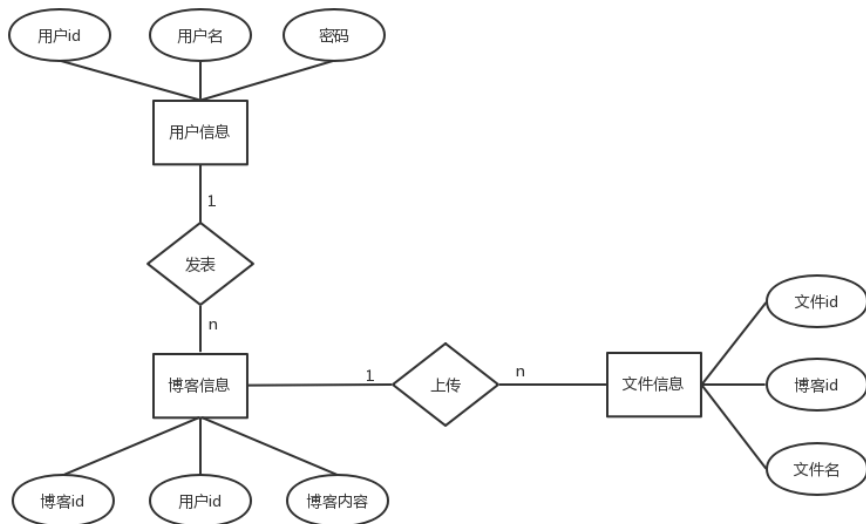 用户id
用户名
密码
用户信息
1
发表
n
博客信息
1
上传
n
文件信息
文件id
博客id
文件名
博客id
用户id
博客内容